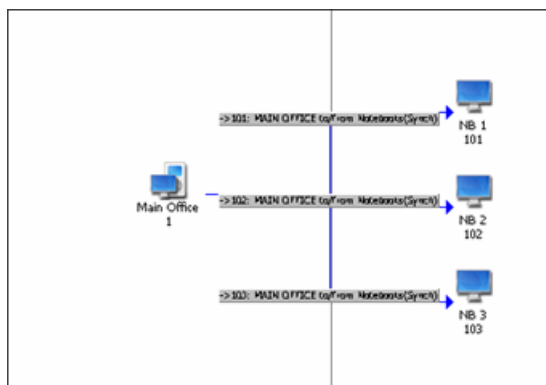 ->101: MAIN OFFICE to/from Notebooks(Synch)
NB 1
101
Main Office
1
->102: MAIN OFFICE to/from Notebooks(Synch)
NB 2
102
->103: MAIN OFFICE to/from Notebooks(Synch)
NB 3
103